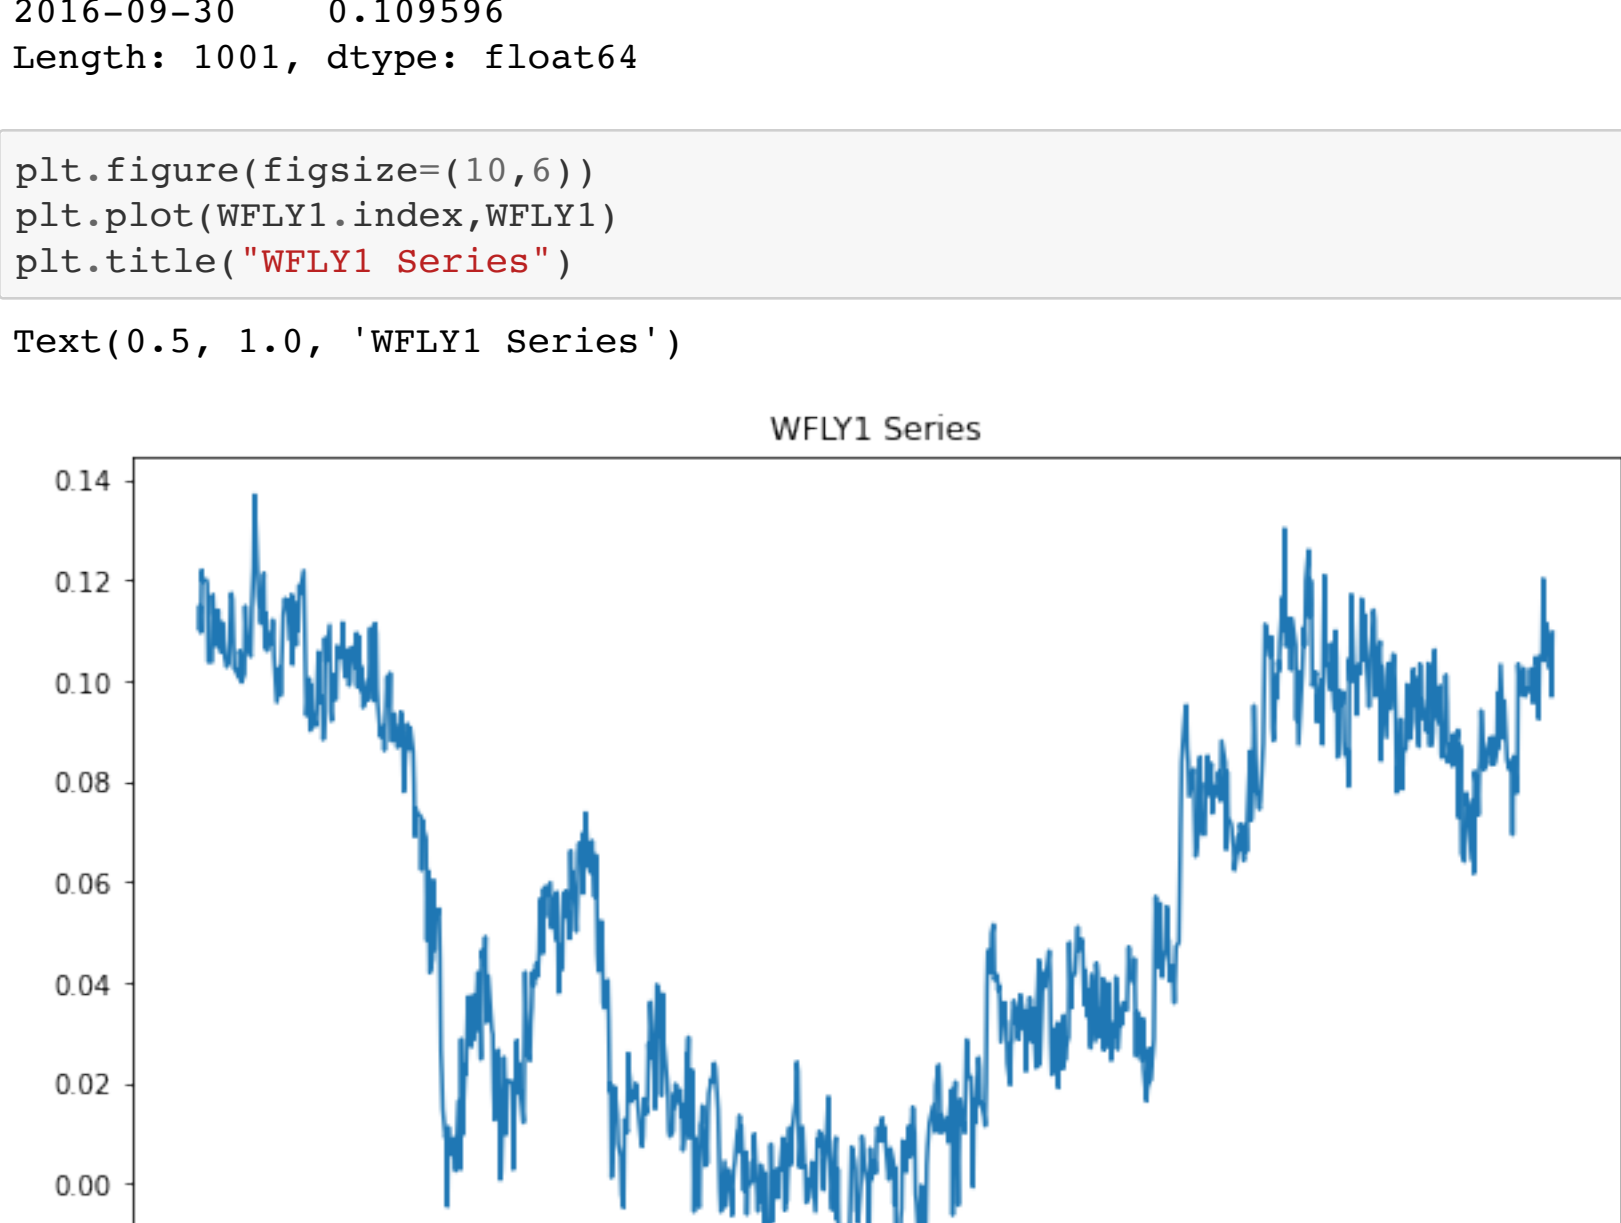 2016-09-30    0.109596
Length: 1001, dtype: float64
plt.figure(figsize=(10,6))
plt.plot(WFLY1.index,WFLY1)
plt.title("WFLY1 Series")
Text(0.5, 1.0, 'WFLY1 Series')
WFLY1 Series
0.14
0.12
0.10
0.08
0.06
0.04
0.02
0.00